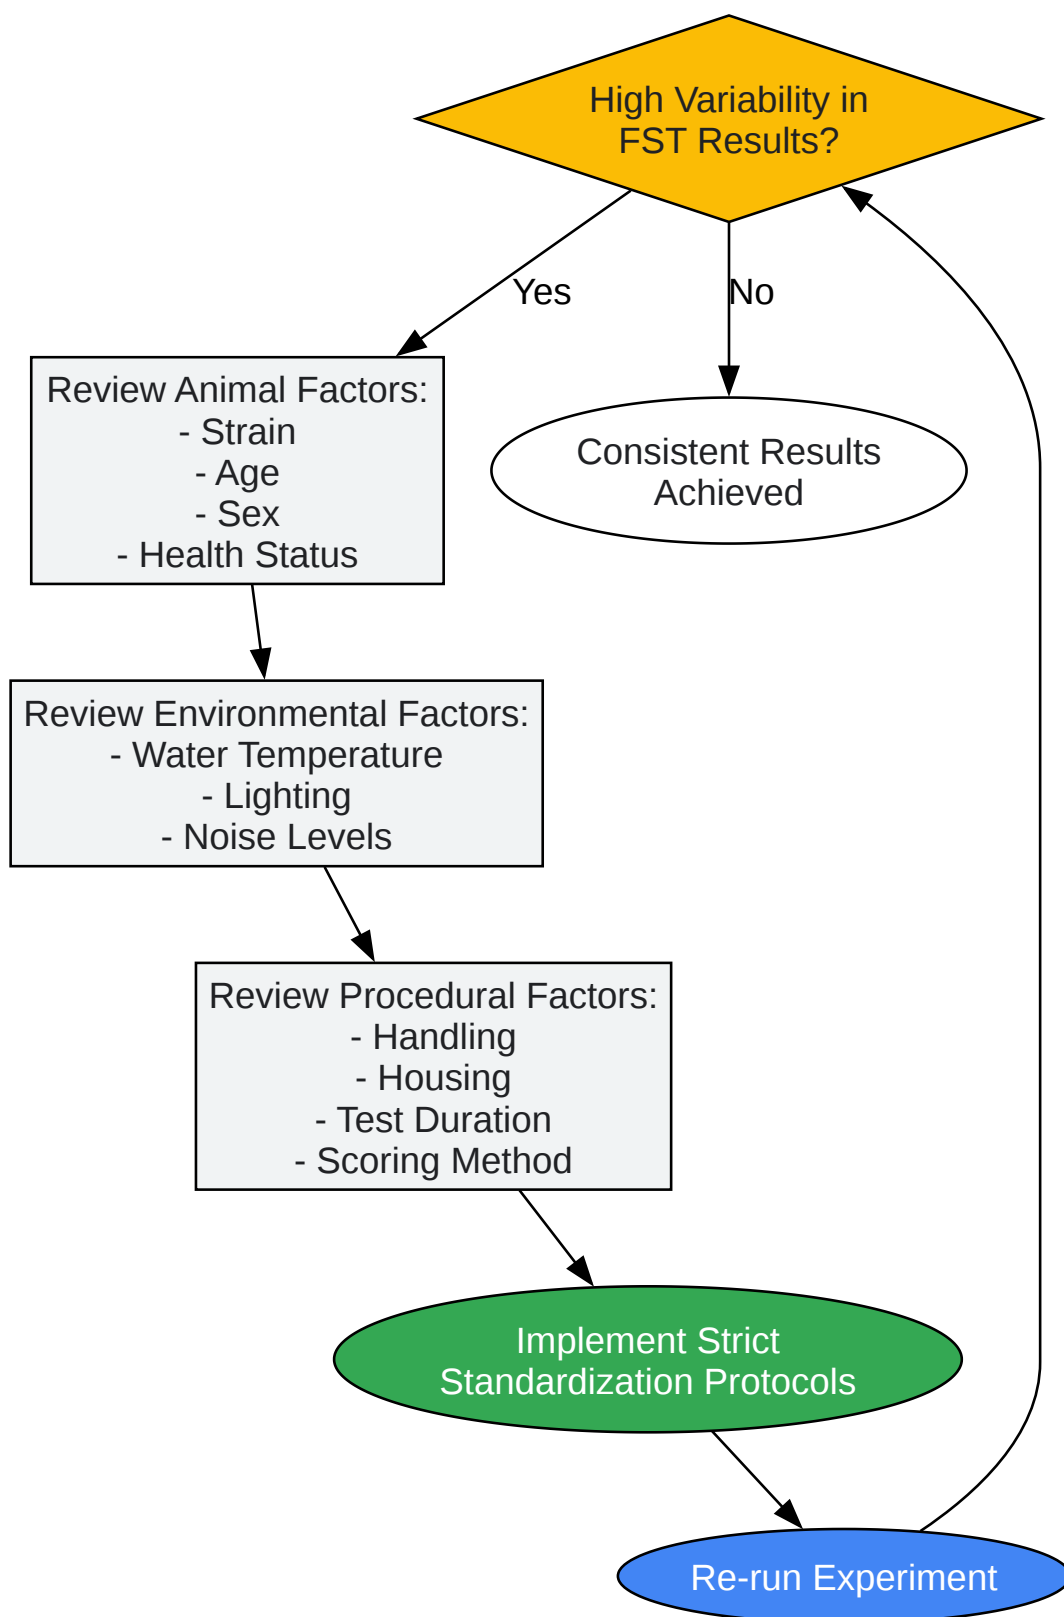 High Variability in
FST Results?
Yes
No
Review Animal Factors:
- Strain
- Age
- Sex
- Health Status
Consistent Results
Achieved
Review Environmental Factors:
- Water Temperature
- Lighting
- Noise Levels
Review Procedural Factors:
- Handling
- Housing
- Test Duration
- Scoring Method
Implement Strict
Standardization Protocols
Re-run Experiment